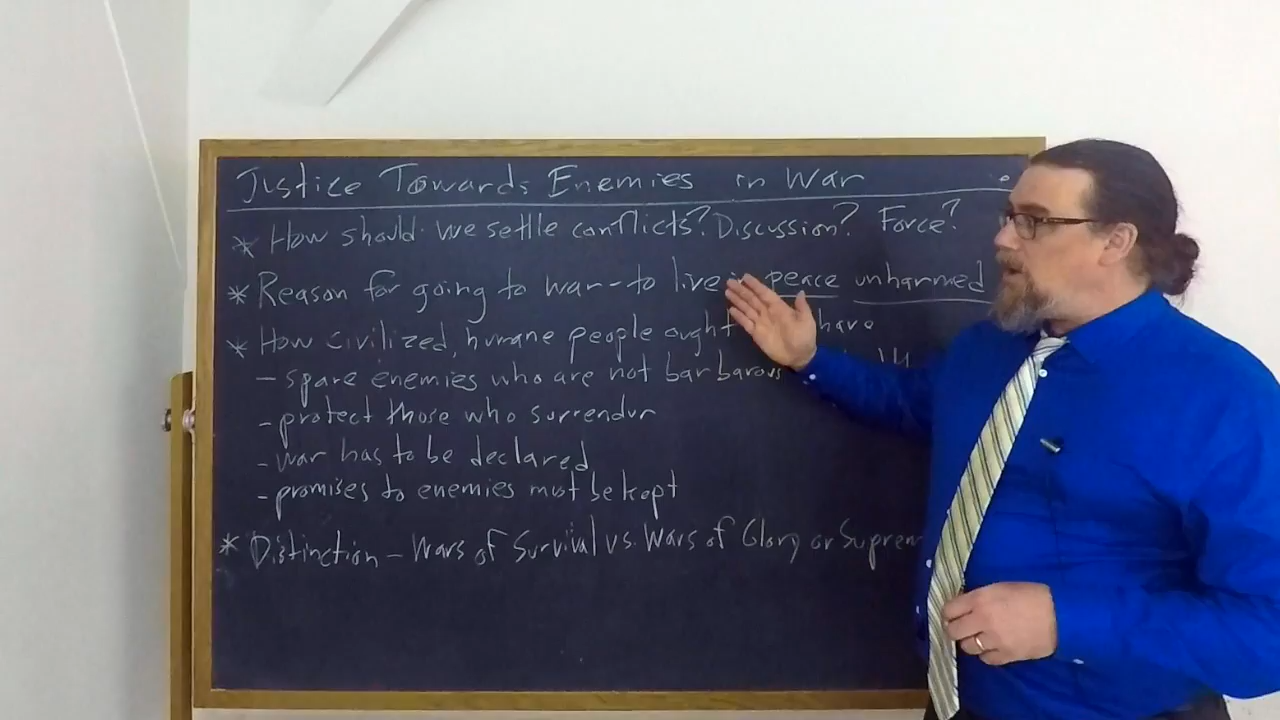 Justice Towards Enemies in War
* How should we settle conflicts? Discussion? Force?
* Reason for going to war - to live in peace unharmed
* How civilized, humane people ought have
- spare enemies who are not barbarous
- protect those who surrender
- war has to be declared
- promises to enemies must be kept
* Distinction - Wars of Survival vs. Wars of Glory or Suprem